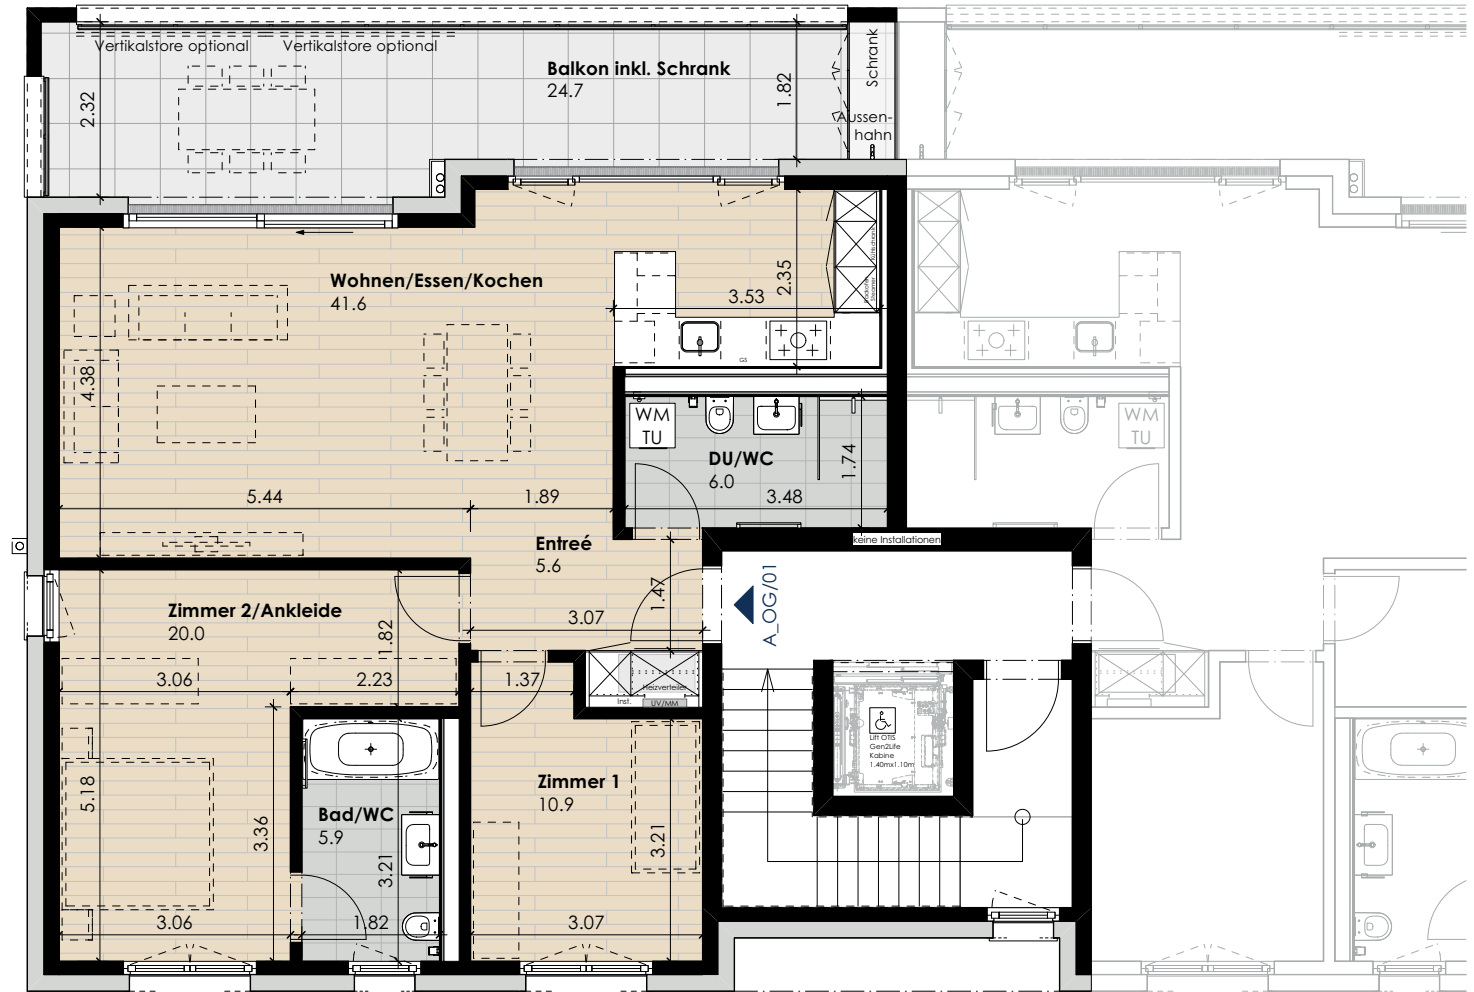 Vertikalstore optional
Vertikalstore optional
Balkon inkl. Schrank
24.7
1.82
Schrank
Aussen-
hahn
2.32
Wohnen/Essen/Kochen
41.6
2.35
3.53
4.38
GS
WM
TU
DU/WC
6.0
1.74
3.48
WM
TU
5.44
1.89
Entreé
5.6
1.47
3.07
keine Installationen
A_OG/01
Zimmer 2/Ankleide
20.0
1.82
3.06
2.23
1.37
Heizverteiler
Inst.
UV/MM
Lift OTIS
Gen2Life
Kabine
1.40mx1.10m
5.18
3.36
Bad/WC
5.9
3.21
Zimmer 1
10.9
3.21
3.06
1.82
3.07